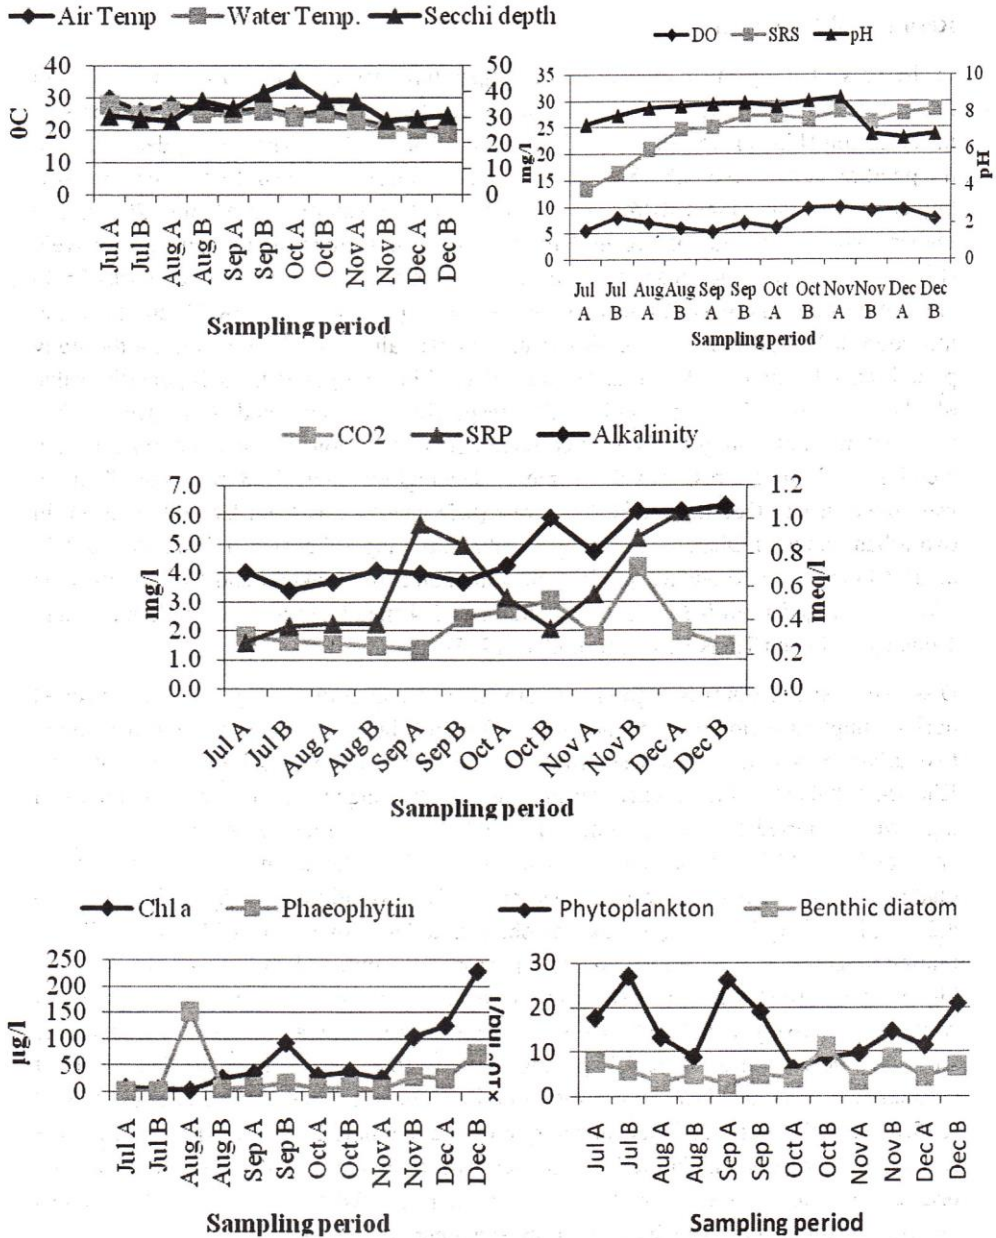 Air Temp Water Temp. Secchi depth
0C
40
30
20
10
0
50
40
30
20
10
0
Jul A
Jul B
Aug A
Aug B
Sep A
Sep B
Oct A
Oct B
Nov A
Nov B
Dec A
Dec B
Sampling period
DO SRS pH
mg/l
35
30
25
20
15
10
5
0
10
8
6
4
2
0
pH
Jul Jul Aug Aug Sep Sep Oct Oct Nov Nov Dec Dec
A B A B A B A B A B A B
Sampling period
CO2 SRP Alkalinity
mg/l
7.0
6.0
5.0
4.0
3.0
2.0
1.0
0.0
1.2
1.0
0.8
0.6
0.4
0.2
0.0
meq/l
Jul A
Jul B
Aug A
Aug B
Sep A
Sep B
Oct A
Oct B
Nov A
Nov B
Dec A
Dec B
Sampling period
Chl a Phaeophytin
µg/l
250
200
150
100
50
0
Jul A
Jul B
Aug A
Aug B
Sep A
Sep B
Oct A
Oct B
Nov A
Nov B
Dec A
Dec B
Sampling period
Phytoplankton Benthic diatom
30
20
10
0
Jul A
Jul B
Aug A
Aug B
Sep A
Sep B
Oct A
Oct B
Nov A
Nov B
Dec A
Dec B
Sampling period